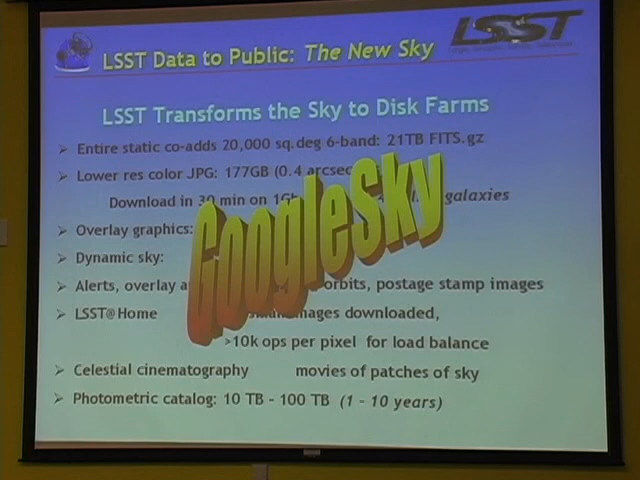 LSST Data to Public: The New Sky
LSST
LSST Transforms the Sky to Disk Farms
Entire static co-adds 20,000 sq.deg 6-band: 21TB FITS.gz
Lower res color JPG: 177GB (0.4 arcsec
Download in 30 min on 1Gb galaxies
GoogleSky
Overlay graphics:
Dynamic sky:
Alerts, overlay orbits, postage stamp images
LSST@Home images downloaded,
>10k ops per pixel for load balance
Celestial cinematography movies of patches of sky
Photometric catalog: 10 TB - 100 TB (1 - 10 years)